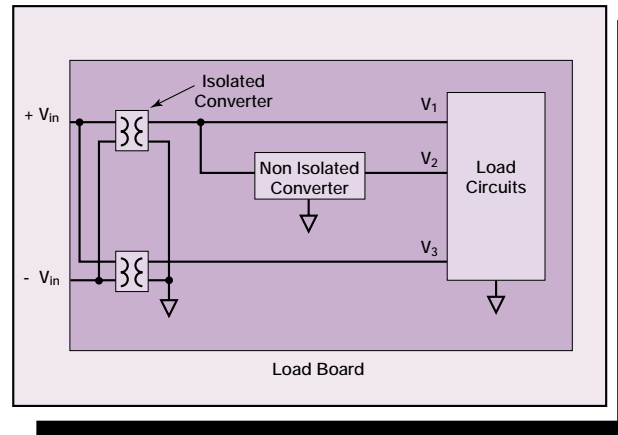 Isolated
Converter
+ Vin
V1
Non Isolated
Converter
V2
Load
Circuits
V3
- Vin
Load Board